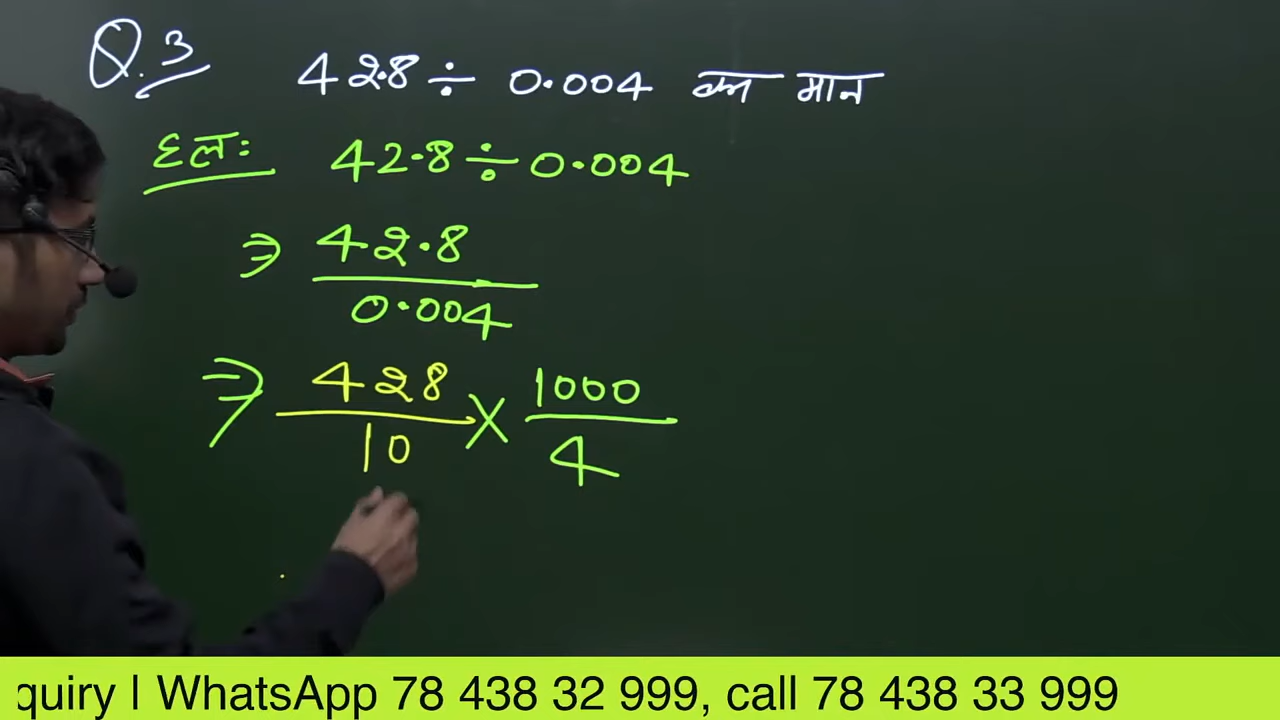 Q.3 42.8 ÷ 0.004 का मान
हल: 42.8 ÷ 0.004
⇒ 42.8
0.004
⇒ 428 × 1000
10 4
quiry | WhatsApp 78 438 32 999, call 78 438 33 999